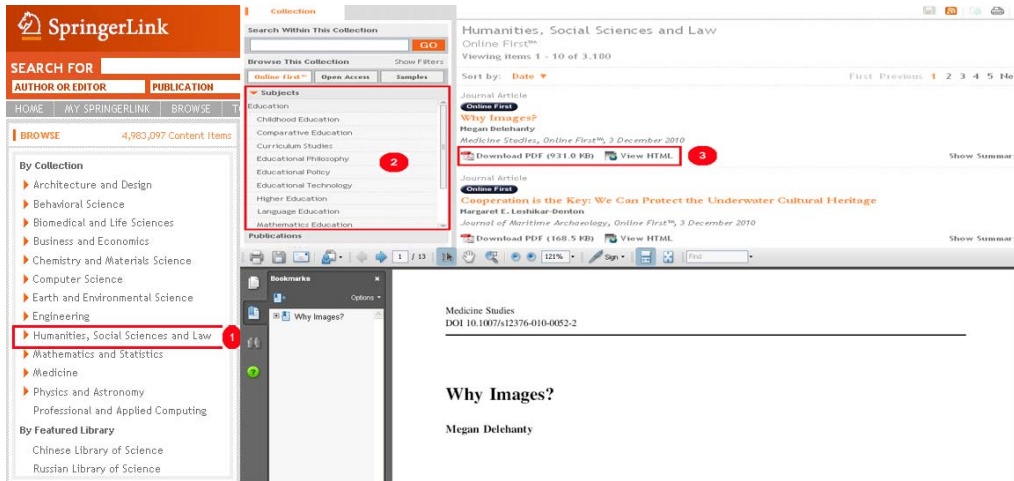 SpringerLink
SEARCH FOR
AUTHOR OR EDITOR PUBLICATION
HOME MY SPRINGERLINK BROWSE
BROWSE 4,983,097 Content Items
By Collection
Architecture and Design
Behavioral Science
Biomedical and Life Sciences
Business and Economics
Chemistry and Materials Science
Computer Science
Earth and Environmental Science
Engineering
Humanities, Social Sciences and Law 1
Mathematics and Statistics
Medicine
Physics and Astronomy
Professional and Applied Computing
By Featured Library
Chinese Library of Science
Russian Library of Science
Collection
Search Within This Collection
GO
Browse This Collection Show Filters
Online First™ Open Access Samples
Subjects
Education
Childhood Education
Comparative Education
Curriculum Studies
Educational Philosophy 2
Educational Policy
Educational Technology
Higher Education
Language Education
Mathematics Education
Publications
Humanities, Social Sciences and Law
Online First™
Viewing items 1 - 10 of 3,180
Sort by: Date First Previous 1 2 3 4 5 Ne
Journal Article
Online First
Why Images?
Megan Delehanty
Medicine Studies, Online First™, 3 December 2010
Download PDF (931.0 KB) View HTML 3 Show Summar
Journal Article
Online First
Cooperation is the Key: We Can Protect the Underwater Cultural Heritage
Margaret E. Leshikar-Denton
Journal of Maritime Archaeology, Online First™, 3 December 2010
Download PDF (168.5 KB) View HTML Show Summar
1 / 13 121% Sign Find
Bookmarks
Options
Why Images?
Medicine Studies
DOI 10.1007/s12376-010-0052-2
Why Images?
Megan Delehanty